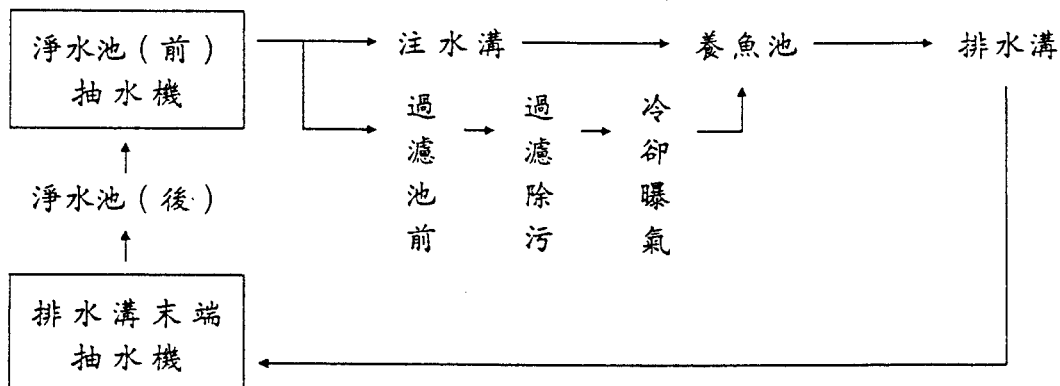 淨水池（前）
抽水機
注水溝
養魚池
排水溝
過濾池前
過濾除污
冷卻曝氣
淨水池（後）
排水溝末端
抽水機